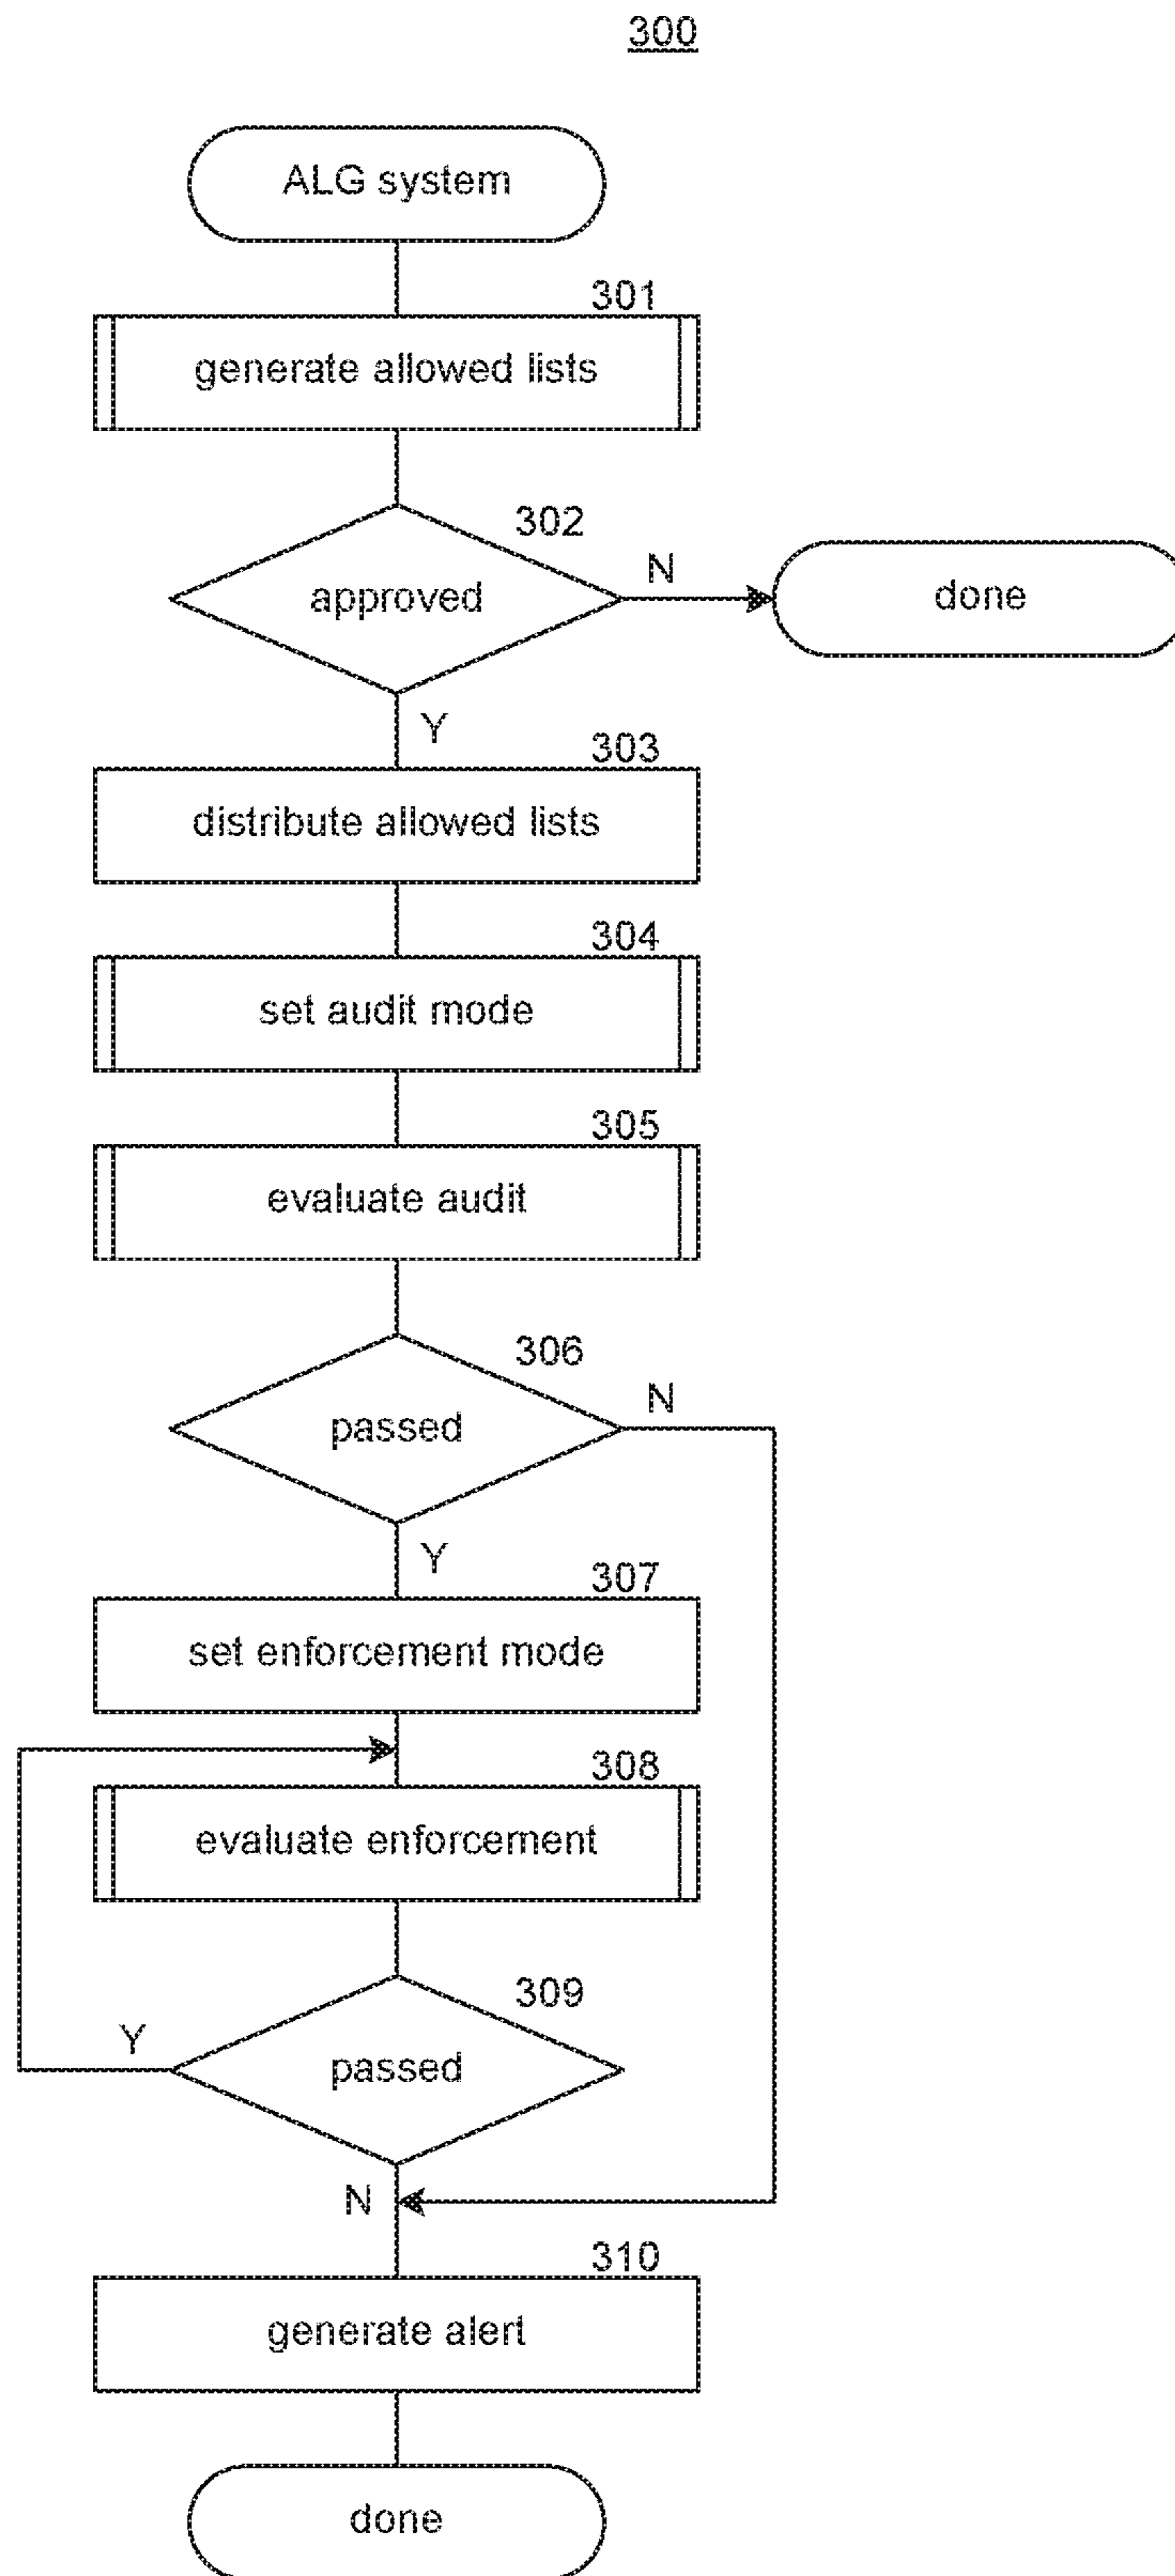 300
ALG system
301
generate allowed lists
302
approved
N
done
Y
303
distribute allowed lists
304
set audit mode
305
evaluate audit
306
passed
N
Y
307
set enforcement mode
308
evaluate enforcement
309
passed
Y
N
310
generate alert
done